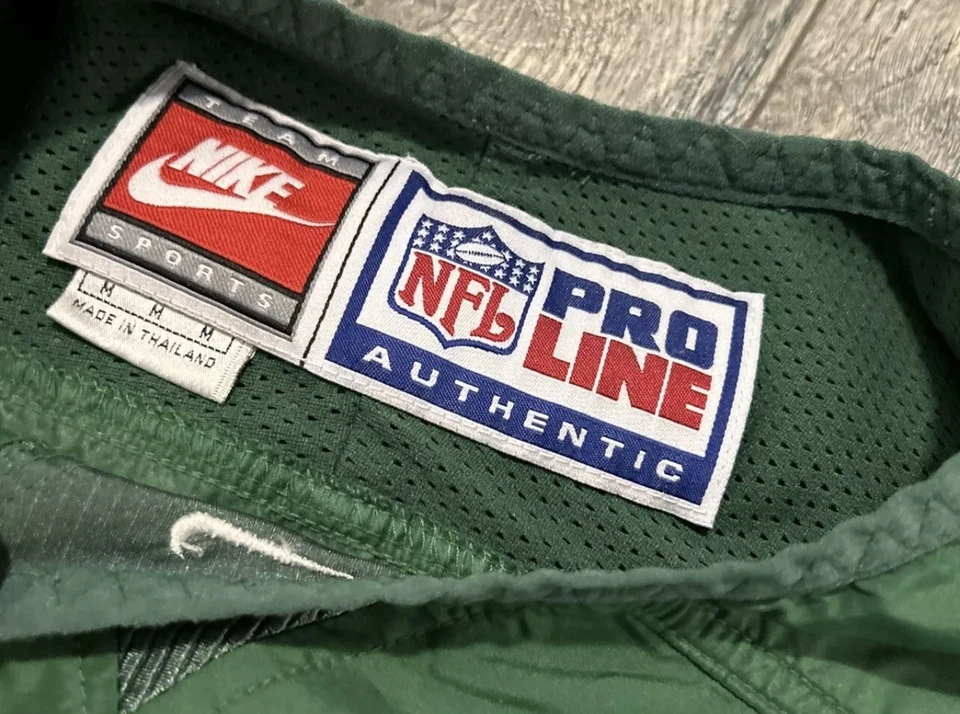 TEAM
NIKE
SPORTS
M M M
MADE IN THAILAND
NFL
PRO
LINE
AUTHENTIC